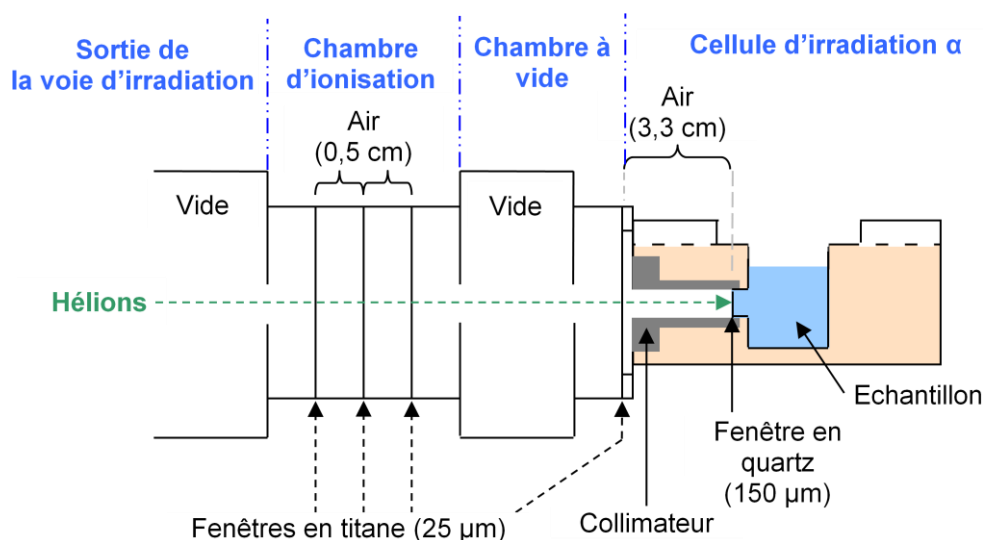 Sortie de
la voie d’irradiation
Chambre
d’ionisation
Chambre à
vide
Cellule d’irradiation α
Air
(0,5 cm)
Air
(3,3 cm)
Vide
Vide
Hélions
Echantillon
Fenêtre en
quartz
(150 µm)
Fenêtres en titane (25 µm)
Collimateur